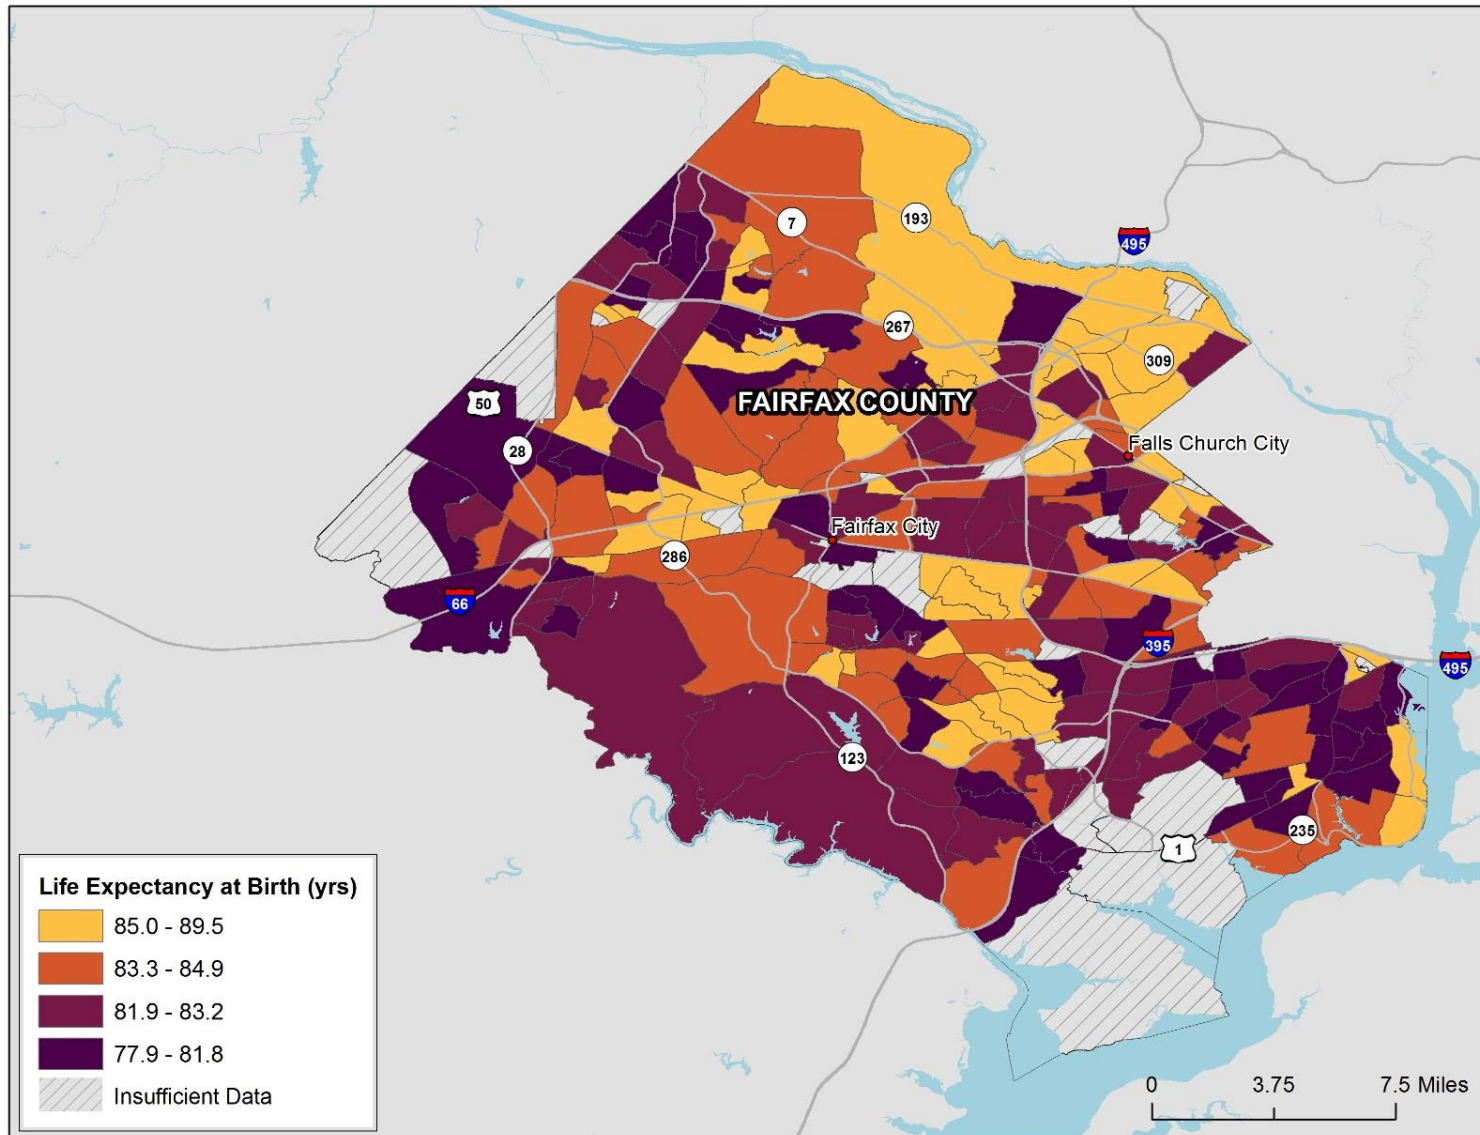 193
495
7
267
309
FAIRFAX COUNTY
50
28
Falls Church City
Fairfax City
286
66
395
495
123
235
1
Life Expectancy at Birth (yrs)
85.0 - 89.5
83.3 - 84.9
81.9 - 83.2
77.9 - 81.8
Insufficient Data
0 3.75 7.5 Miles